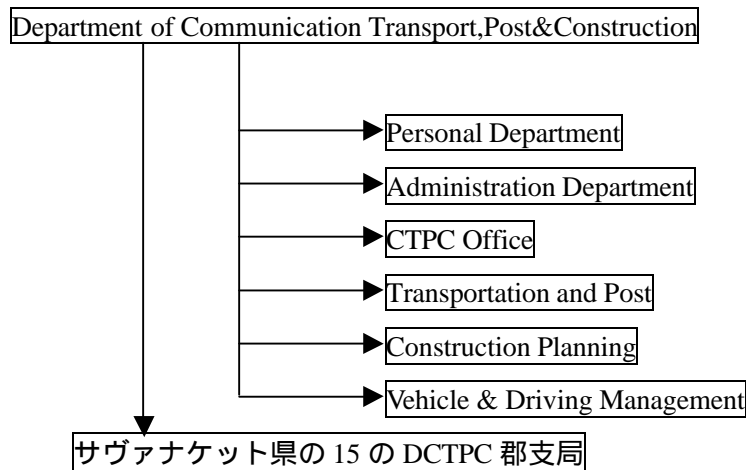 Department of Communication Transport,Post&Construction
Personal Department
Administration Department
CTPC Office
Transportation and Post
Construction Planning
Vehicle & Driving Management
サヴァナケット県の 15 の DCTPC 郡支局